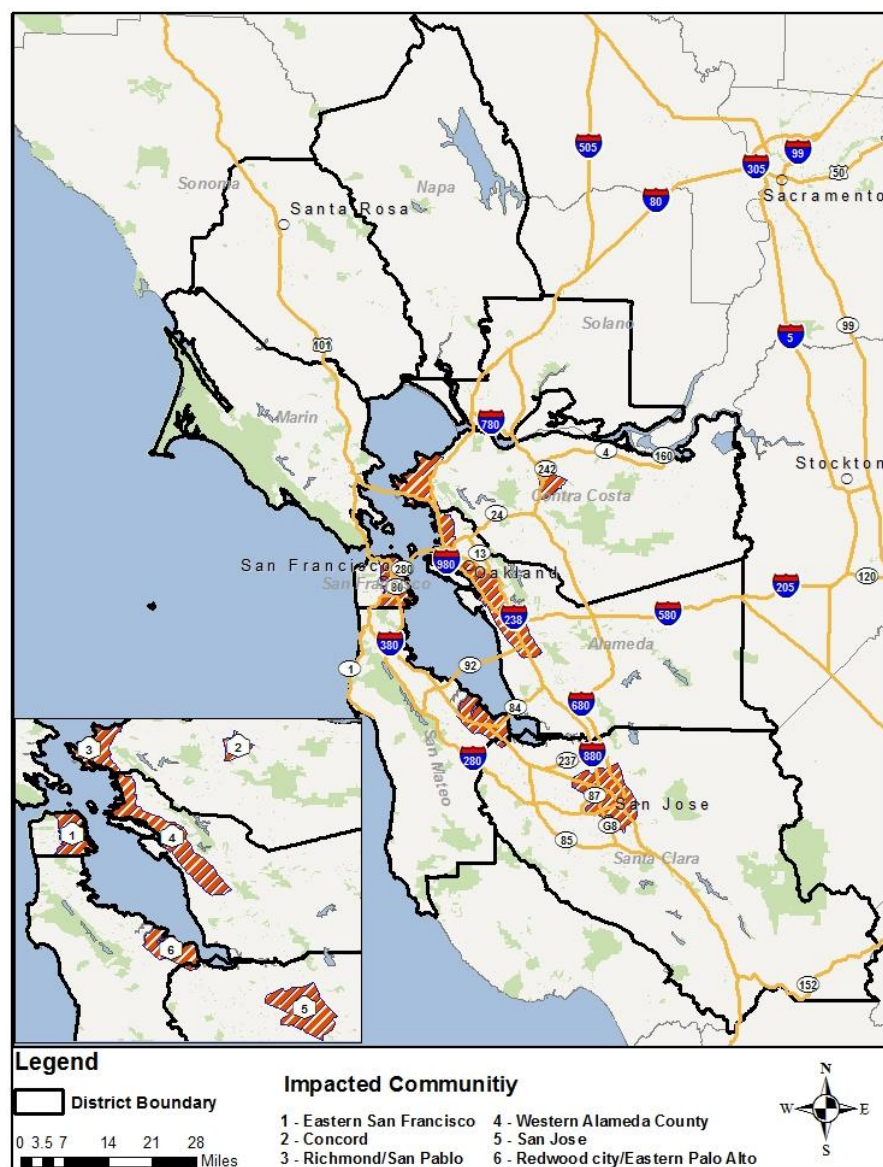 505
99
305
50
Sonoma
Napa
Sacramento
80
Santa Rosa
Solano
99
5
101
Marin
780
4
160
242
Stockton
Contra Costa
24
13
San Francisco
280
980
Oakland
San Francisco
80
120
205
580
238
380
Alameda
92
1
84
680
San Mateo
880
237
280
87
San Jose
G8
85
Santa Clara
152
3
2
1
4
6
5
Legend
District Boundary
0 3.5 7 14 21 28
Miles
Impacted Communitiy
1 - Eastern San Francisco
2 - Concord
3 - Richmond/San Pablo
4 - Western Alameda County
5 - San Jose
6 - Redwood city/Eastern Palo Alto
N
W
E
S